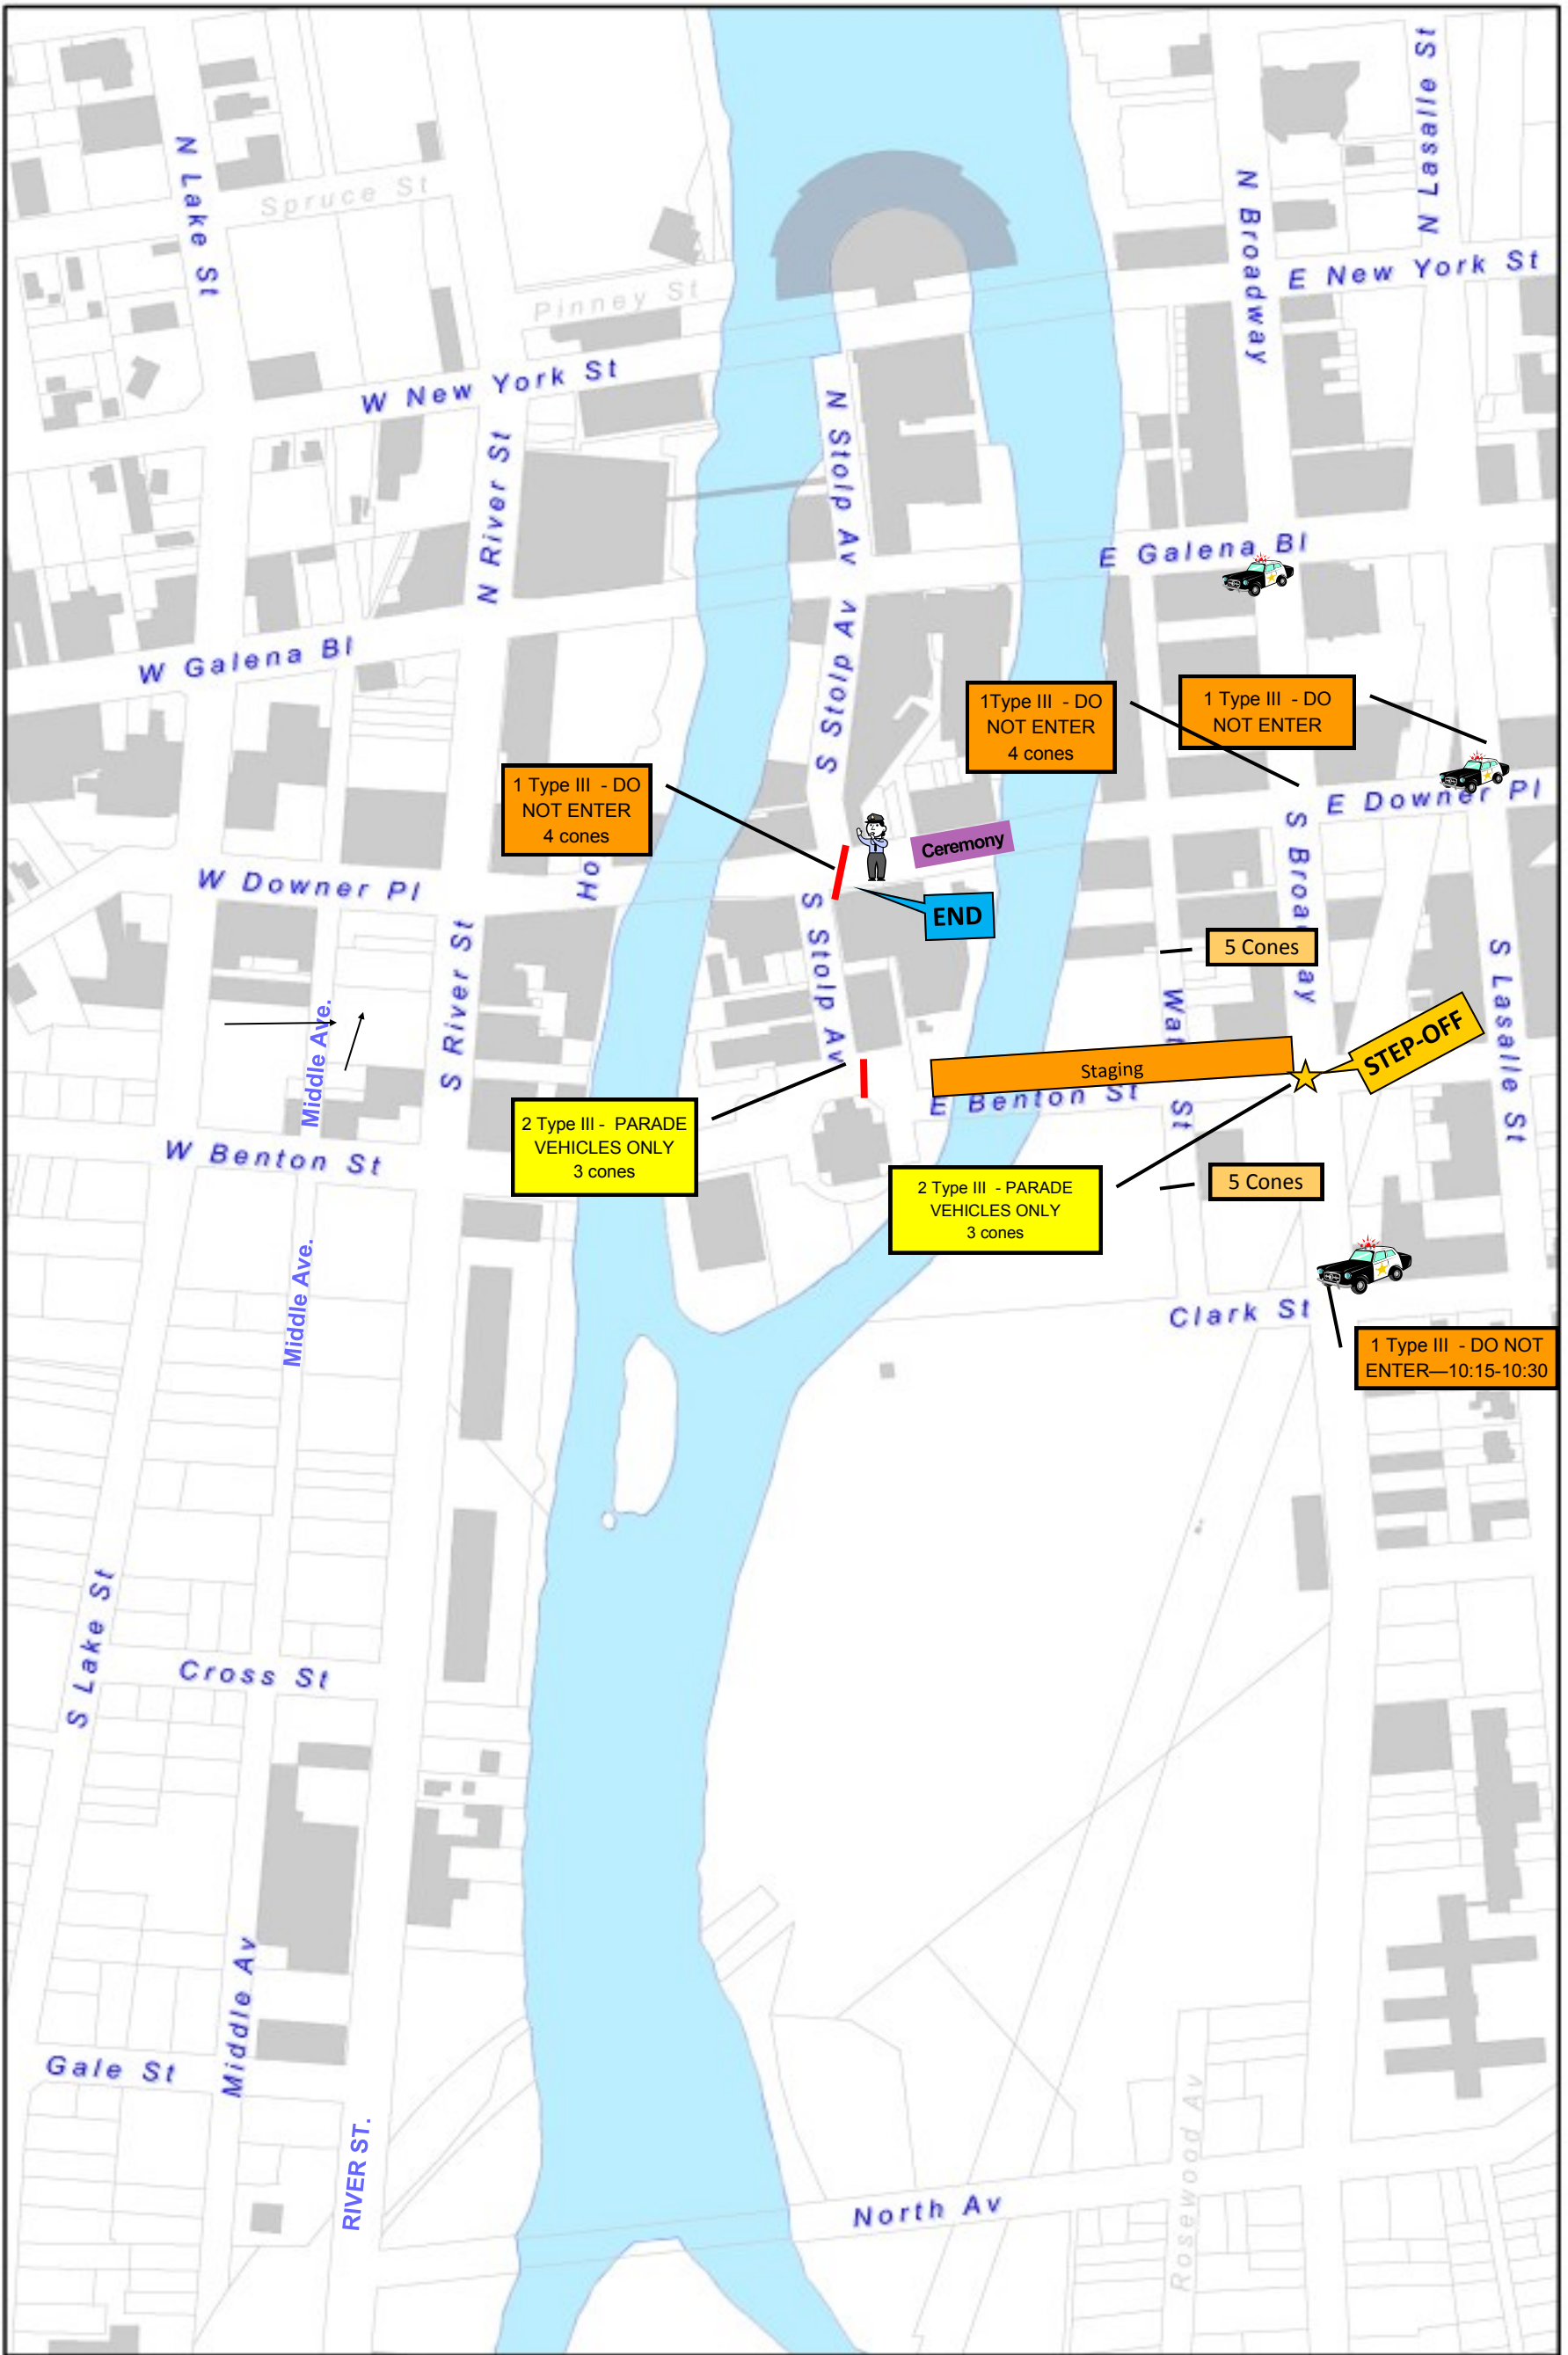 N Lasalle St
N Lake St
Spruce St
N Broadway
E New York St
Pinney St
W New York St
N Stolp Av
N River St
E Galena Bl
W Galena Bl
S Stolp Av
1Type III - DO
NOT ENTER
4 cones
1 Type III - DO
NOT ENTER
1 Type III - DO
NOT ENTER
4 cones
E Downer Pl
Ceremony
S Broadway
W Downer Pl
Ho
END
S Stolp Av
5 Cones
S River St
S Lasalle St
Middle Ave.
Wat
St
STEP-OFF
Staging
E Benton St
2 Type III - PARADE
VEHICLES ONLY
3 cones
W Benton St
2 Type III - PARADE
VEHICLES ONLY
3 cones
5 Cones
Middle Ave.
Clark St
1 Type III - DO NOT
ENTER—10:15-10:30
S Lake St
Cross St
Middle Av
Gale St
RIVER ST.
Rosewood Av
North Av